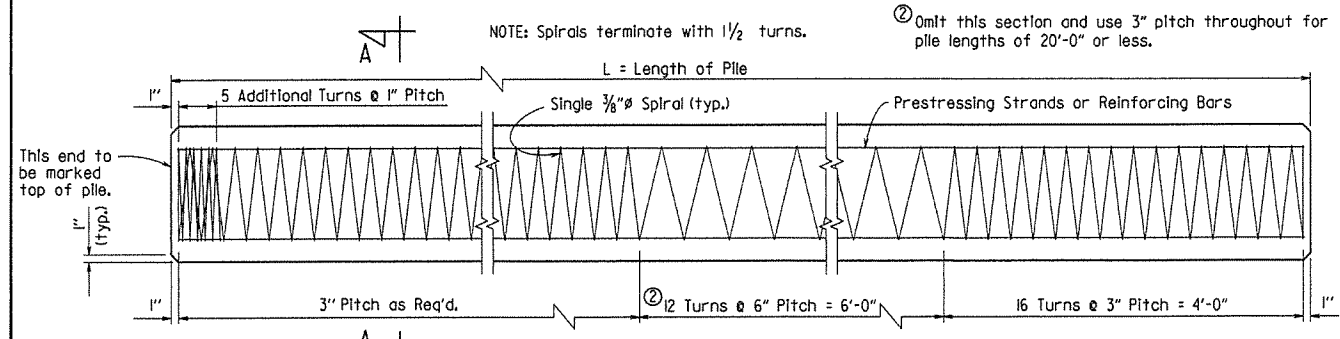 ② Omit this section and use 3" pitch throughout for
pile lengths of 20'-0" or less.
NOTE: Spirals terminate with 1½ turns.
A
L = Length of Pile
1"
5 Additional Turns @ 1" Pitch
Single ⅜"ø Spiral (typ.)
Prestressing Strands or Reinforcing Bars
This end to
be marked
top of pile.
1"
(typ.)
1"
3" Pitch as Req'd.
② 12 Turns @ 6" Pitch = 6'-0"
16 Turns @ 3" Pitch = 4'-0"
1"
A